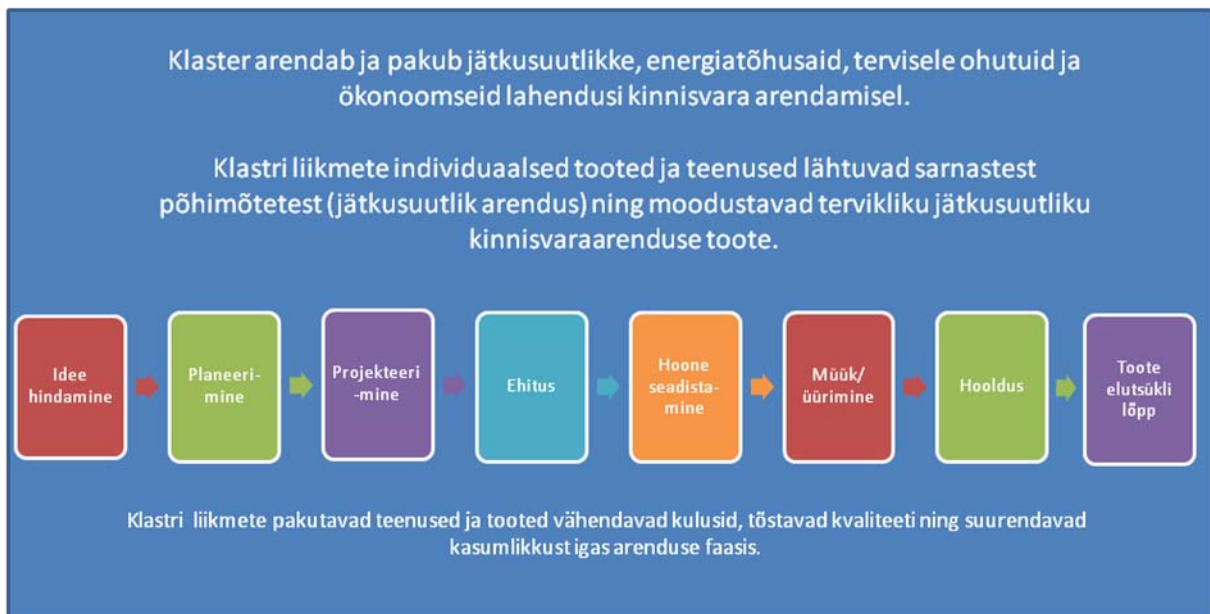 Klaster arendab ja pakub jätkusuutlikke, energiatõhusaid, tervisele ohutuid ja
ökonoomseid lahendusi kinnisvara arendamisel.
Klastri liikmete individuaalsed tooted ja teenused lähtuvad sarnastest
põhimõtetest (jätkusuutlik arendus) ning moodustavad tervikliku jätkusuutliku
kinnisvaraarenduse toote.
Idee
hindamine
Planeeri-
mine
Projekteeri
-mine
Ehitus
Hoone
seadista-
mine
Müük/
üürimine
Hooldus
Toote
elutsükli
lõpp
Klastri liikmete pakutavad teenused ja tooted vähendavad kulusid, tõstavad kvaliteeti ning suurendavad
kasumlikkust igas arenduse faasis.